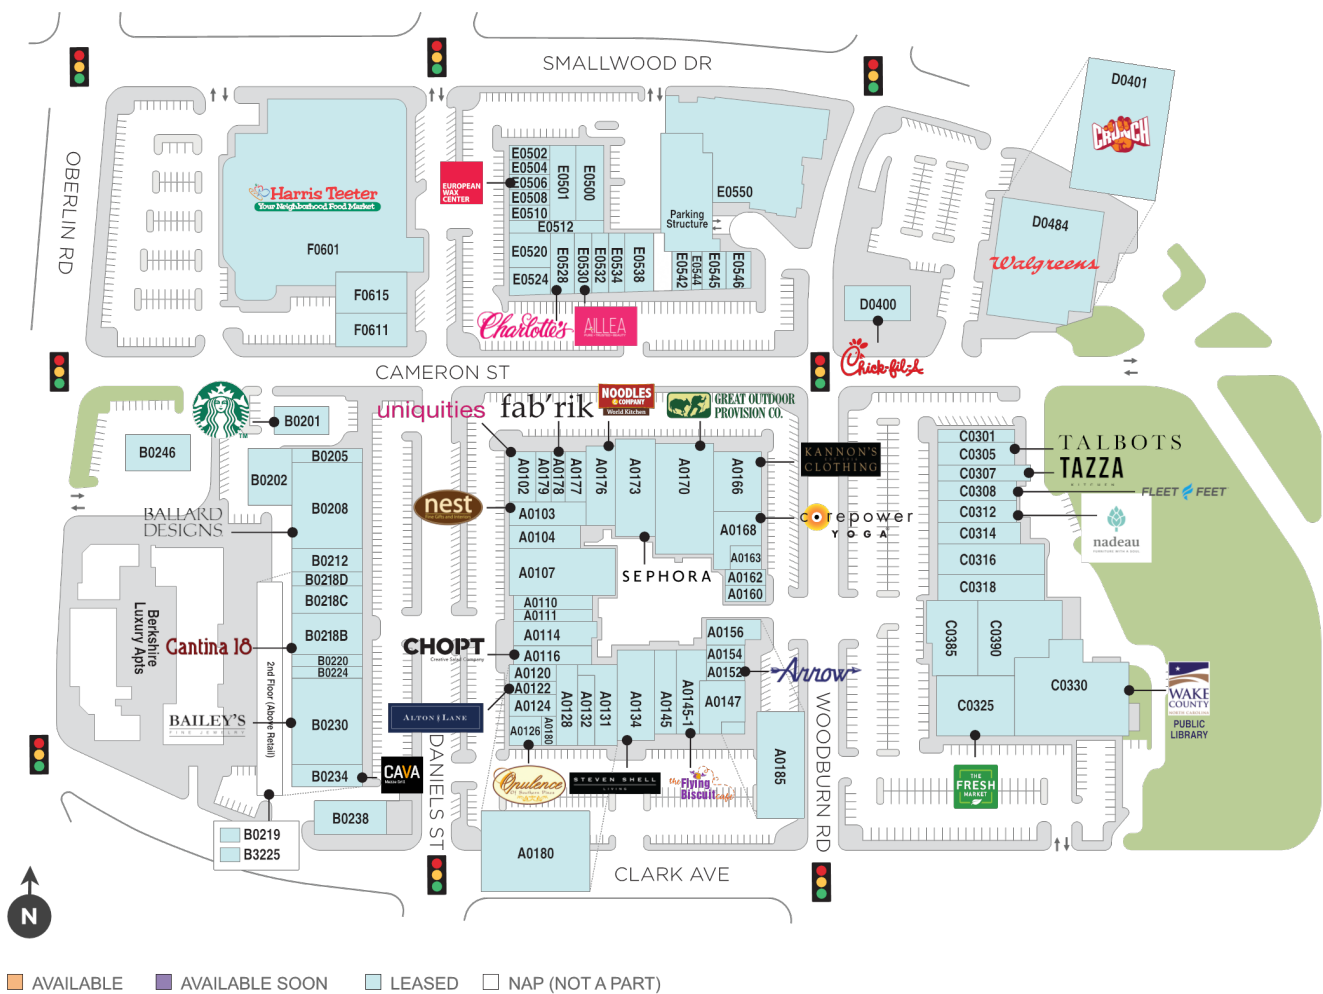 SMALLWOOD DR
D0401
CRUNCH
OBERLIN RD
Harris Teeter
Your Neighborhood Food Market
F0601
F0615
F0611
EUROPEAN
WAX
CENTER
E0502
E0504
E0506
E0508
E0510
E0501
E0500
E0512
E0520
E0524
E0528
E0530
E0532
E0534
E0538
E0550
Parking
Structure
E0542
E0544
E0545
E0546
Charlotte's
AILLEA
D0484
Walgreens
D0400
Chick-fil-A
CAMERON ST
B0201
B0246
B0205
B0202
B0208
BALLARD
DESIGNS
B0212
B0218D
B0218C
B0218B
B0220
B0224
B0230
B0234
B0238
Cantina 18
BAILEY'S
FINE JEWELRY
Berkshire
Luxury Apts
2nd Floor (Above Retail)
B0219
B3225
CAVA
DANIELS ST
uniquities
fab'rik
NOODLES
& COMPANY
World Kitchen
GREAT OUTDOOR
PROVISION CO.
KANNON'S
CLOTHING
nest
A0102
A0179
A0178
A0177
A0176
A0173
A0170
A0166
A0103
A0104
A0107
A0168
A0163
A0162
A0160
corepower
YOGA
SEPHORA
A0110
A0111
A0114
A0116
CHOPT
Creative Salad Company
A0120
A0122
A0124
A0126
A0180
A0128
A0132
A0131
A0134
A0145
A0145-1
A0156
A0154
A0152
A0147
Arrow
A0185
ALTON LANE
Opulence
STEVEN SHELL
LIVING
the
Flying
Biscuit
cafe
A0180
CLARK AVE
WOODBURN RD
C0301
C0305
C0307
C0308
C0312
C0314
C0316
C0318
C0385
C0390
C0330
C0325
TALBOTS
TAZZA
KITCHEN
FLEET FEET
nadeau
WAKE
COUNTY
NORTH CAROLINA
PUBLIC
LIBRARY
THE
FRESH
MARKET
N
AVAILABLE
AVAILABLE SOON
LEASED
NAP (NOT A PART)